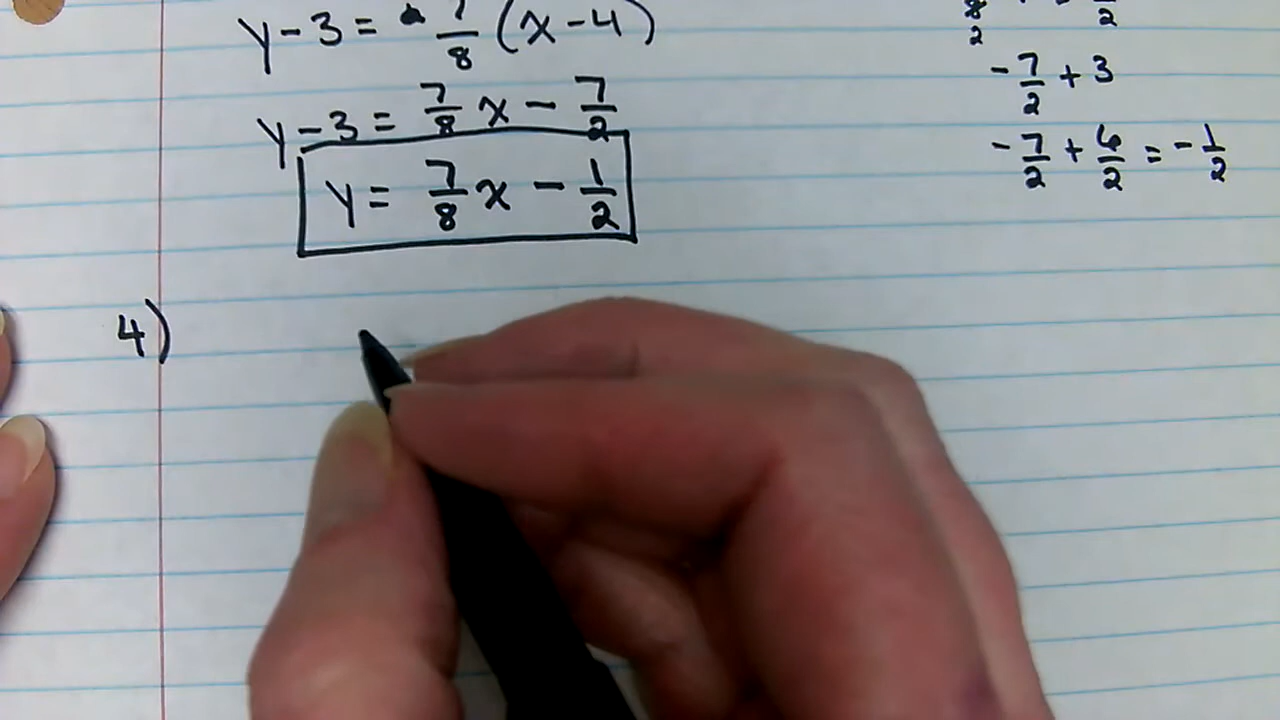 y - 3 = 7/8 (x - 4)
y - 3 = 7/8 x - 7/2
y = 7/8 x - 1/2
4)
- 7/2 + 3
- 7/2 + 6/2 = - 1/2